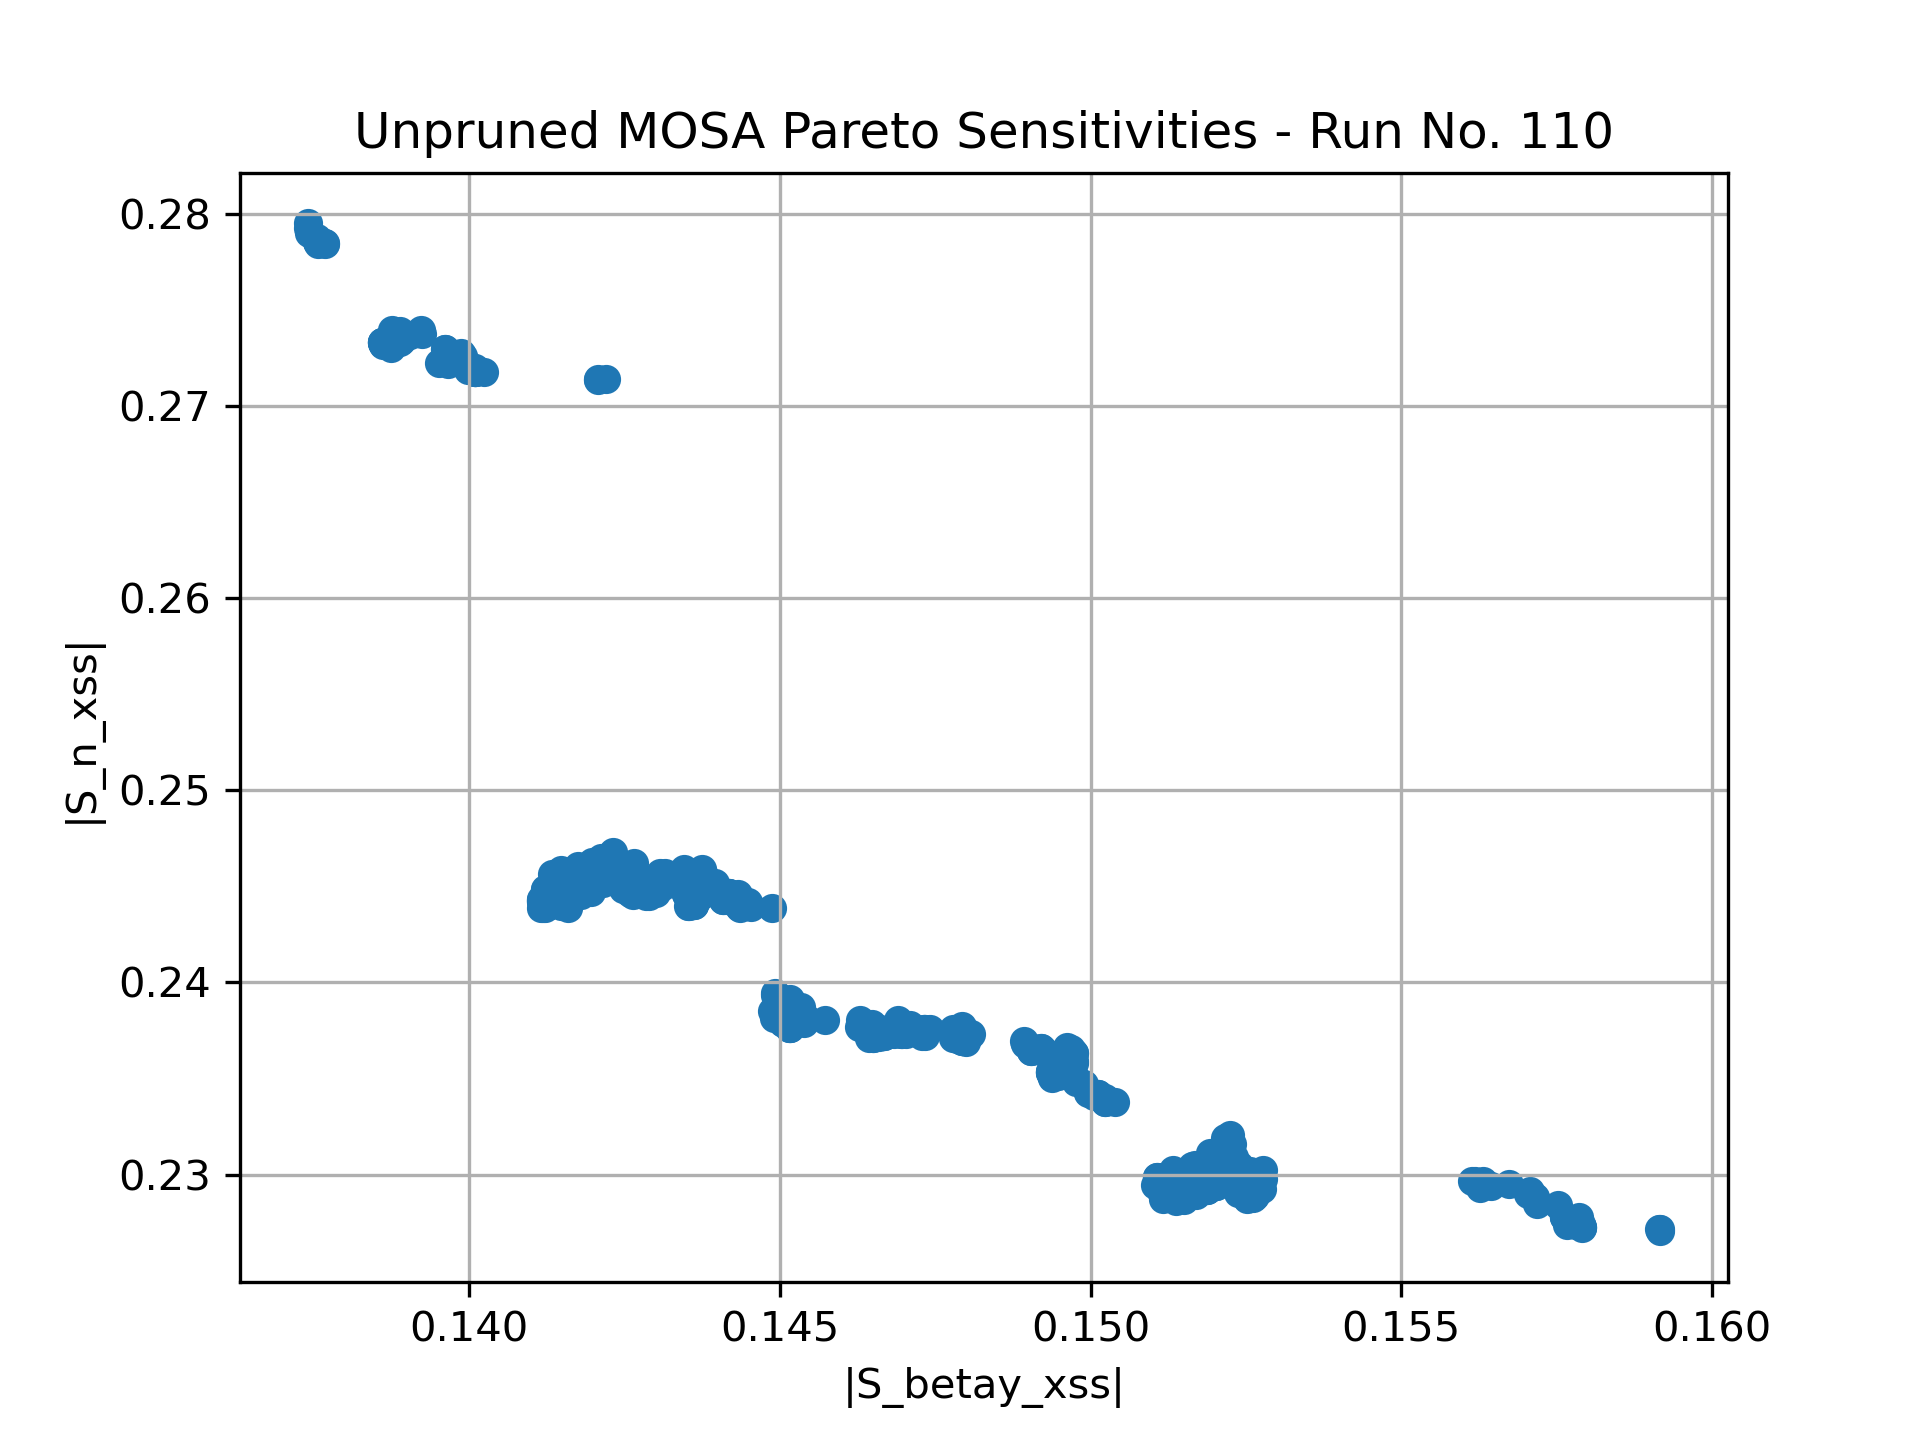 Unpruned MOSA Pareto Sensitivities - Run No. 110
0.28
0.27
0.26
0.25
0.24
0.23
|S_n_xss|
0.140 0.145 0.150 0.155 0.160
|S_betay_xss|